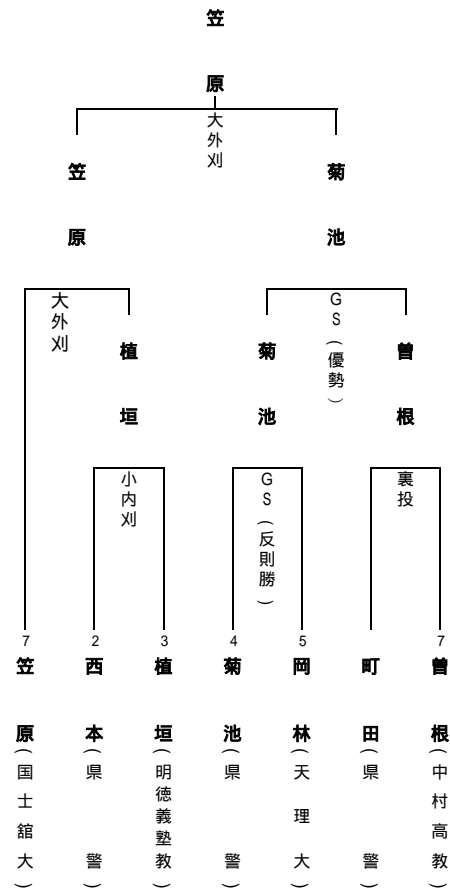 笠原
大外刈
笠原
菊池
大外刈
植垣
菊池
GS（優勢）
曽根
小内刈
GS（反則勝）
裏投
7
2
3
4
5
7
笠原（国士舘大）
西本（県警）
植垣（明徳義塾教）
菊池（県警）
岡林（天理大）
町田（県警）
曽根（中村高教）